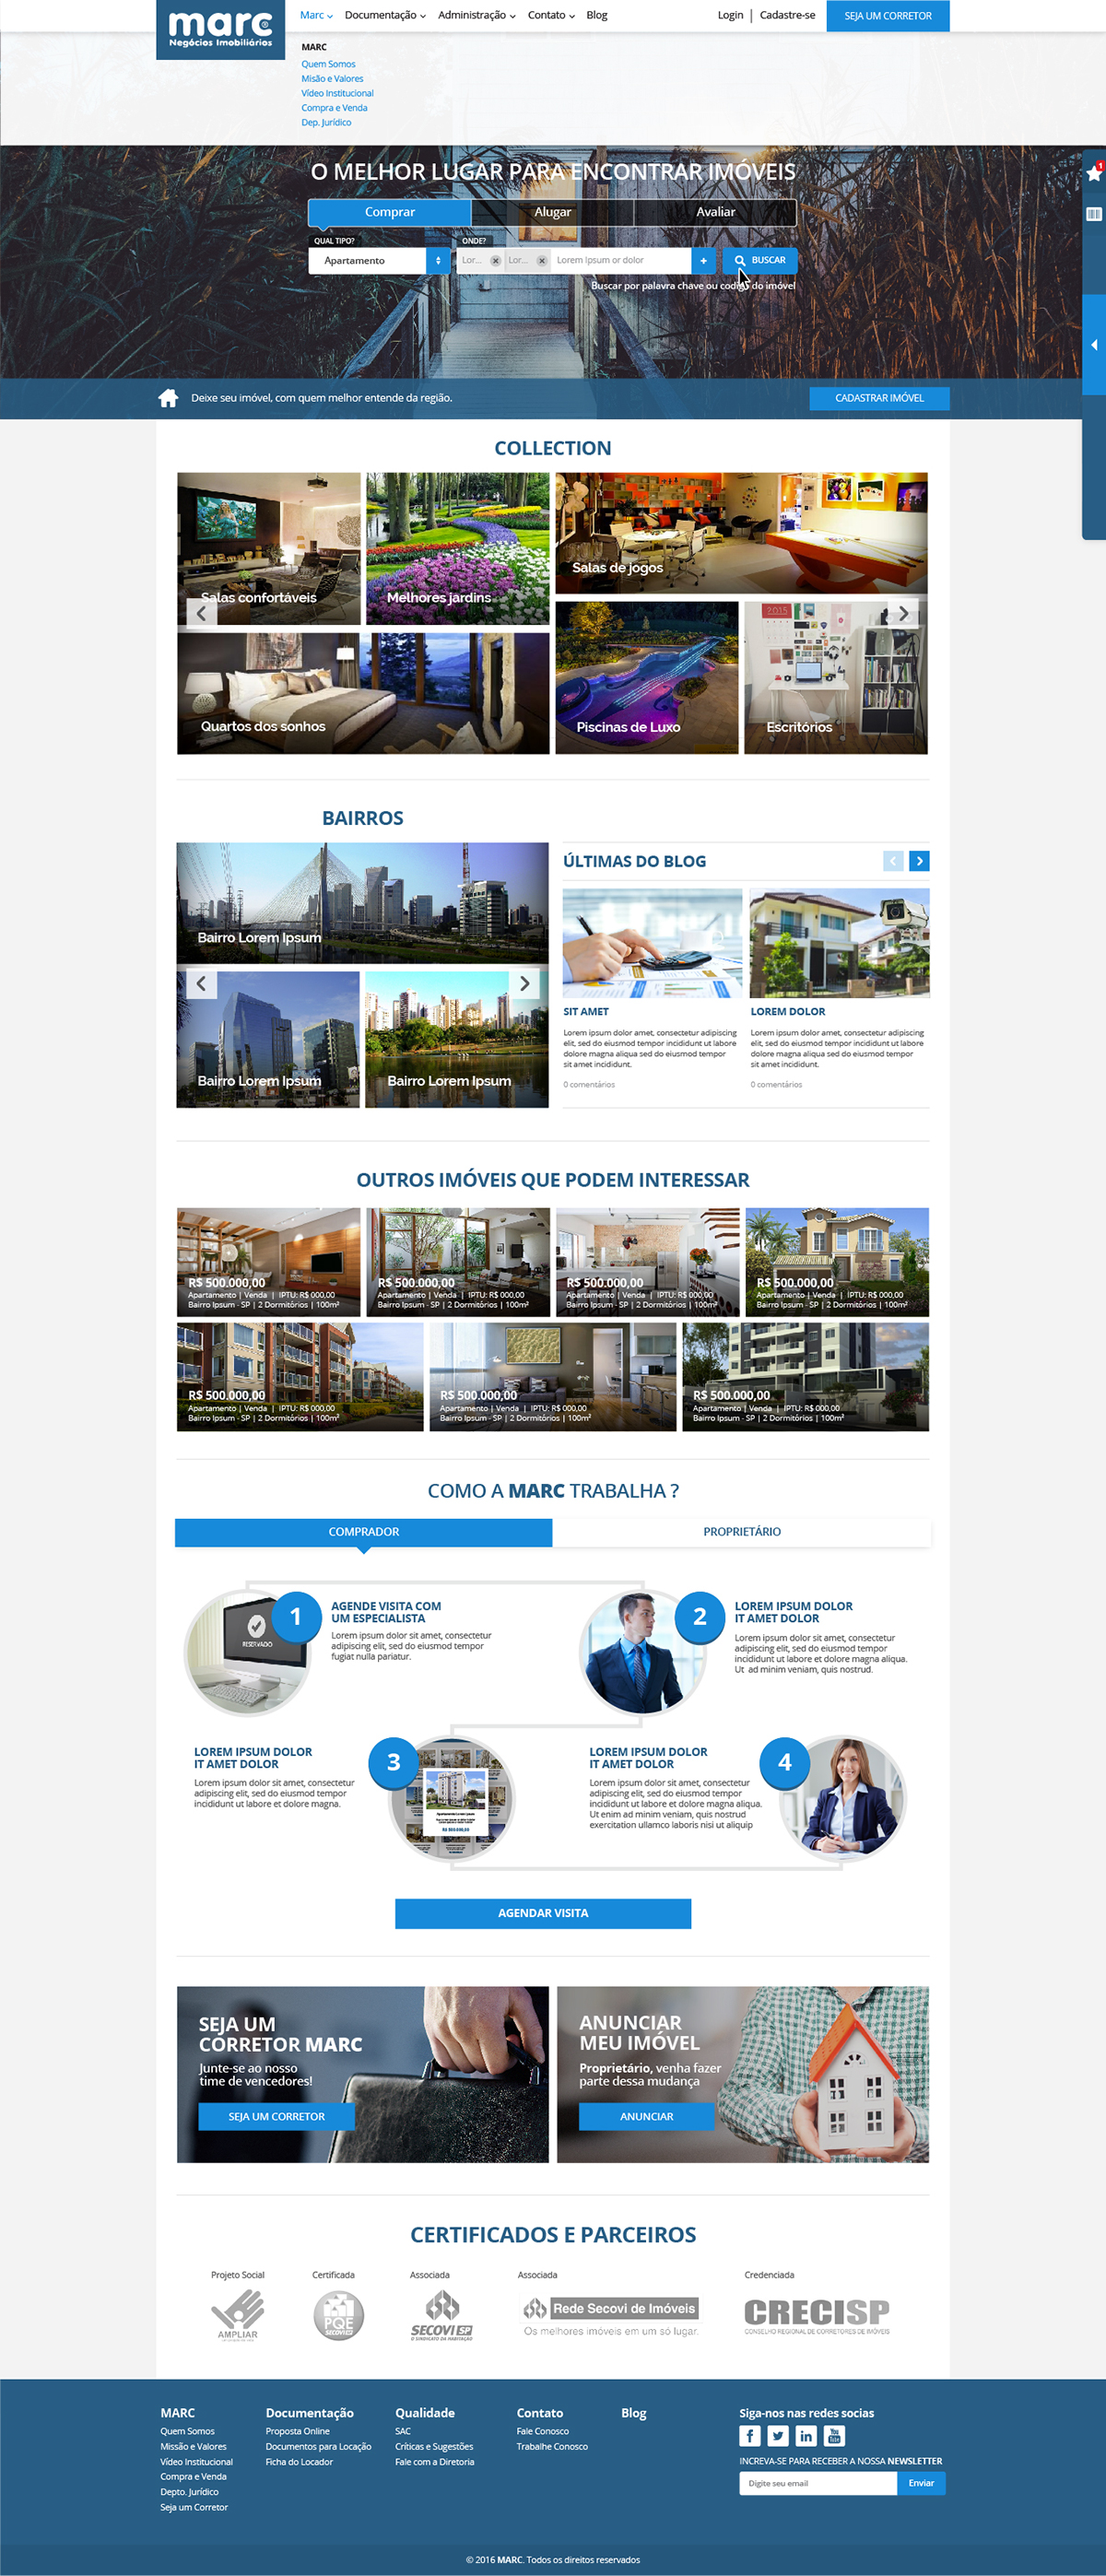 marc®
Negócios Imobiliários
Marc
Documentação
Administração
Contato
Blog
Login | Cadastre-se
SEJA UM CORRETOR
MARC
Quem Somos
Misão e Valores
Vídeo Institucional
Compra e Venda
Dep. Jurídico
O MELHOR LUGAR PARA ENCONTRAR IMÓVEIS
1
Comprar
Alugar
Avaliar
QUAL TIPO?
ONDE?
Apartamento
Lor...
Lor...
Lorem Ipsum or dolor
+
BUSCAR
Buscar por palavra chave ou codigo do imóvel
Deixe seu imóvel, com quem melhor entende da região.
CADASTRAR IMÓVEL
COLLECTION
Salas confortáveis
Melhores jardins
Salas de jogos
2015
Quartos dos sonhos
Piscinas de Luxo
Escritórios
BAIRROS
Bairro Lorem Ipsum
Bairro Lorem Ipsum
Bairro Lorem Ipsum
ÚLTIMAS DO BLOG
SIT AMET
Lorem ipsum dolor amet, consectetur adipiscing
elit, sed do eiusmod tempor incididunt ut labore
dolore magna aliqua sed do eiusmod tempor
sit amet incididunt.
0 comentários
LOREM DOLOR
Lorem ipsum dolor amet, consectetur adipiscing
elit, sed do eiusmod tempor incididunt ut labore
dolore magna aliqua sed do eiusmod tempor
sit amet incididunt.
0 comentários
OUTROS IMÓVEIS QUE PODEM INTERESSAR
R$ 500.000,00
Apartamento | Venda | IPTU: R$ 000,00
Bairro Ipsum - SP | 2 Dormitórios | 100m²
R$ 500.000,00
Apartamento | Venda | IPTU: R$ 000,00
Bairro Ipsum - SP | 2 Dormitórios | 100m²
R$ 500.000,00
Apartamento | Venda | IPTU: R$ 000,00
Bairro Ipsum - SP | 2 Dormitórios | 100m²
R$ 500.000,00
Apartamento | Venda | IPTU: R$ 000,00
Bairro Ipsum - SP | 2 Dormitórios | 100m²
R$ 500.000,00
Apartamento | Venda | IPTU: R$ 000,00
Bairro Ipsum - SP | 2 Dormitórios | 100m²
R$ 500.000,00
Apartamento | Venda | IPTU: R$ 000,00
Bairro Ipsum - SP | 2 Dormitórios | 100m²
R$ 500.000,00
Apartamento | Venda | IPTU: R$ 000,00
Bairro Ipsum - SP | 2 Dormitórios | 100m²
COMO A MARC TRABALHA ?
COMPRADOR
PROPRIETÁRIO
1
RESERVADO
AGENDE VISITA COM
UM ESPECIALISTA
Lorem ipsum dolor sit amet, consectetur
adipiscing elit, sed do eiusmod tempor
fugiat nulla pariatur.
2
LOREM IPSUM DOLOR
IT AMET DOLOR
Lorem ipsum dolor sit amet, consectetur
adipiscing elit, sed do eiusmod tempor
incididunt ut labore et dolore magna aliqua.
Ut ad minim veniam, quis nostrud.
LOREM IPSUM DOLOR
IT AMET DOLOR
Lorem ipsum dolor sit amet, consectetur
adipiscing elit, sed do eiusmod tempor
incididunt ut labore et dolore magna.
3
R$ 500.000,00
LOREM IPSUM DOLOR
IT AMET DOLOR
Lorem ipsum dolor sit amet, consectetur
adipiscing elit, sed do eiusmod tempor
incididunt ut labore et dolore magna aliqua.
Ut enim ad minim veniam, quis nostrud
exercitation ullamco laboris nisi ut aliquip
4
AGENDAR VISITA
SEJA UM
CORRETOR MARC
Junte-se ao nosso
time de vencedores!
SEJA UM CORRETOR
ANUNCIAR
MEU IMÓVEL
Proprietário, venha fazer
parte dessa mudança
ANUNCIAR
CERTIFICADOS E PARCEIROS
Projeto Social
AMPLIAR
Certificada
PQE
SECOVI
Associada
SECOVI SP
O SINDICATO DA HABITAÇÃO
Associada
Rede Secovi de Imóveis
Os melhores imóveis em um só lugar.
Credenciada
CRECISP
CONSELHO REGIONAL DE CORRETORES DE IMÓVEIS
MARC
Quem Somos
Missão e Valores
Vídeo Institucional
Compra e Venda
Depto. Jurídico
Seja um Corretor
Documentação
Proposta Online
Documentos para Locação
Ficha do Locador
Qualidade
SAC
Críticas e Sugestões
Fale com a Diretoria
Contato
Fale Conosco
Trabalhe Conosco
Blog
Siga-nos nas redes socias
f
in
You
Tube
INCREVA-SE PARA RECEBER A NOSSA NEWSLETTER
Digite seu email
Enviar
© 2016 MARC. Todos os direitos reservados